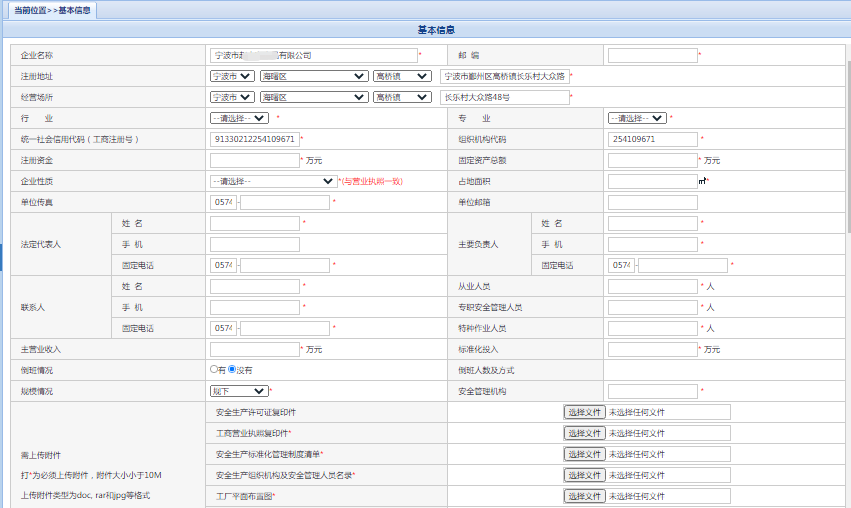 当前位置>>基本信息
基本信息
企业名称 宁波市 有限公司 * 邮 编 *
注册地址 宁波市 海曙区 高桥镇 宁波市鄞州区高桥镇长乐村大众路 *
经营场所 宁波市 海曙区 高桥镇 长乐村大众路48号 *
行 业 --请选择-- * 专 业 --请选择-- *
统一社会信用代码（工商注册号） 91330212254109671 * 组织机构代码 254109671 *
注册资金 * 万元 固定资产总额 * 万元
企业性质 --请选择-- *(与营业执照一致) 占地面积 ㎡*
单位传真 0574 - * 单位邮箱
法定代表人 姓 名 * 主要负责人 姓 名 *
手 机 手 机 *
固定电话 0574 - * 固定电话 0574 - *
联系人 姓 名 * 从业人员 * 人
手 机 * 专职安全管理人员 * 人
固定电话 0574 - * 特种作业人员 * 人
主营业收入 * 万元 标准化投入 * 万元
倒班情况 有 没有 倒班人数及方式
规模情况 规下 * 安全管理机构 *
需上传附件
打*为必须上传附件，附件大小小于10M
上传附件类型为doc, rar和jpg等格式
安全生产许可证复印件 选择文件 未选择任何文件
工商营业执照复印件* 选择文件 未选择任何文件
安全生产标准化管理制度清单* 选择文件 未选择任何文件
安全生产组织机构及安全管理人员名录* 选择文件 未选择任何文件
工厂平面布置图* 选择文件 未选择任何文件